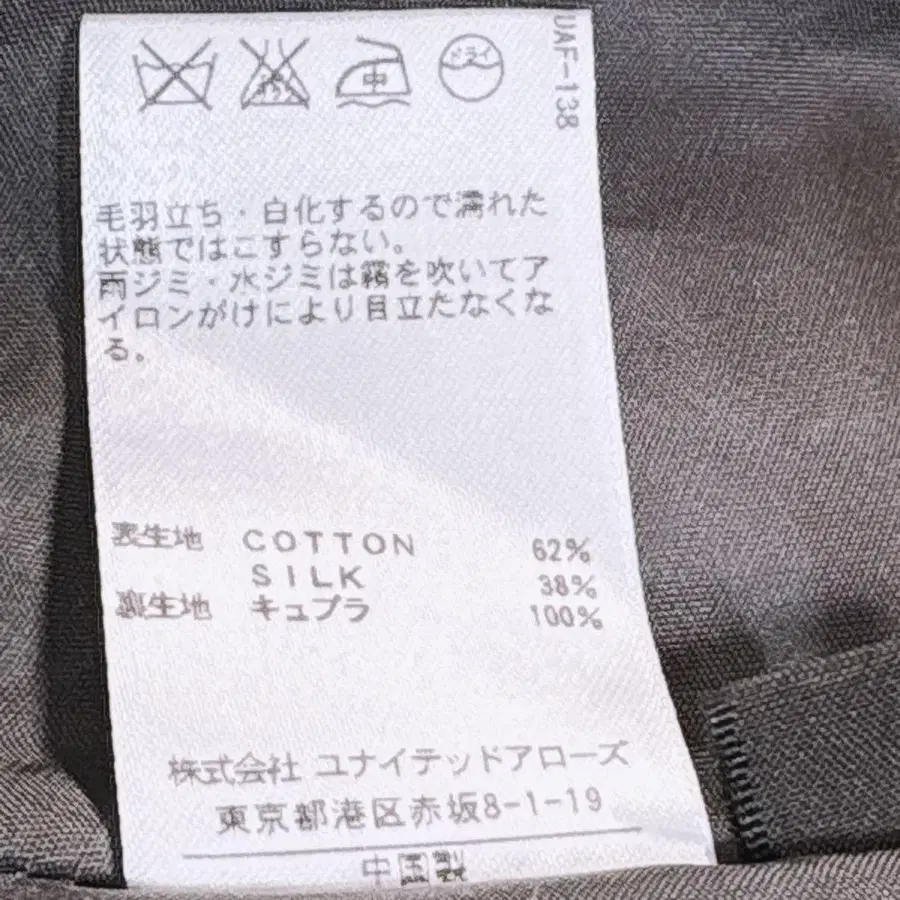 UAF-138
中 ドライ
毛羽立ち・白化するので濡れた
状態ではこすらない。
雨ジミ・水ジミは霧を吹いてア
イロンがけにより目立たなくな
る。
表生地 COTTON 62%
SILK 38%
裏生地 キュプラ 100%
株式会社 ユナイテッドアローズ
東京都港区赤坂8-1-19
中国製